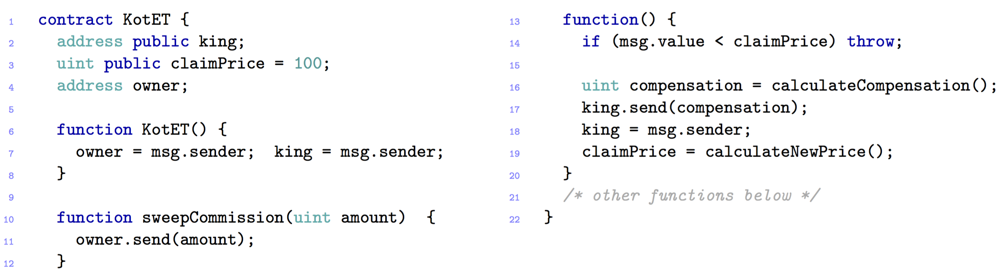 1 contract KotET {
2 address public king;
3 uint public claimPrice = 100;
4 address owner;
5
6 function KotET() {
7 owner = msg.sender;  king = msg.sender;
8 }
9
10 function sweepCommission(uint amount)  {
11 owner.send(amount);
12 }
13 function() {
14 if (msg.value < claimPrice) throw;
15
16 uint compensation = calculateCompensation();
17 king.send(compensation);
18 king = msg.sender;
19 claimPrice = calculateNewPrice();
20 }
21 /* other functions below */
22 }